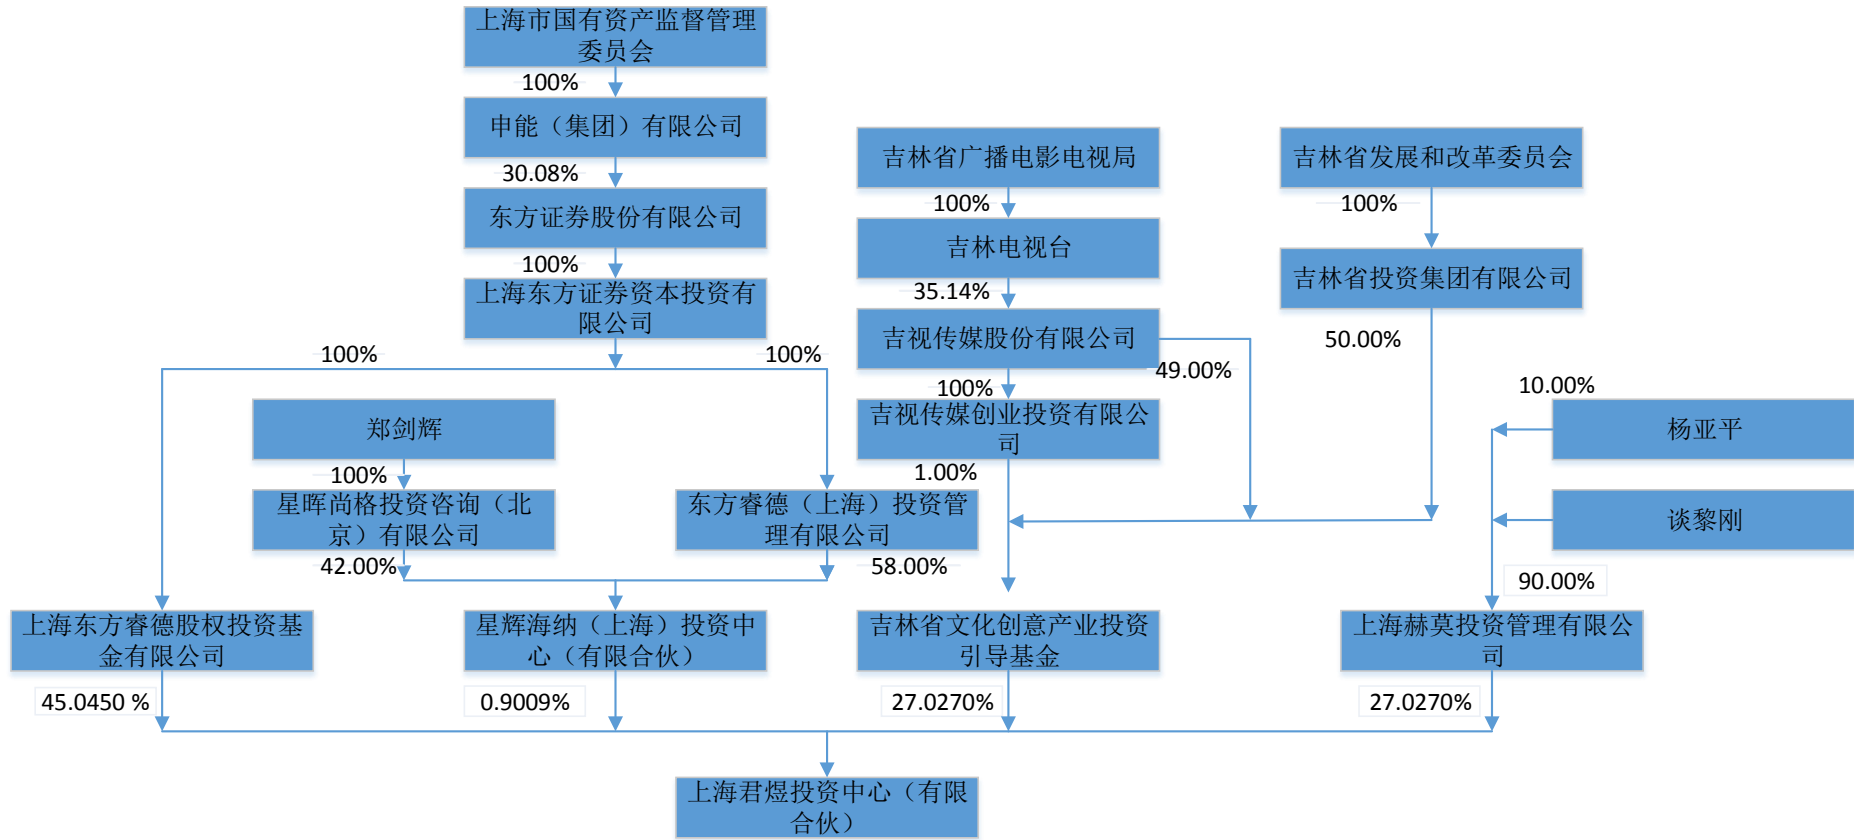 上海市国有资产监督管理
委员会
100%
申能（集团）有限公司
吉林省广播电影电视局
吉林省发展和改革委员会
30.08%
100%
100%
东方证券股份有限公司
吉林电视台
100%
吉林省投资集团有限公司
35.14%
上海东方证券资本投资有
限公司
吉视传媒股份有限公司
50.00%
100%
100%
49.00%
100%
10.00%
郑剑辉
吉视传媒创业投资有限公
司
杨亚平
100%
1.00%
星晖尚格投资咨询（北
京）有限公司
东方睿德（上海）投资管
理有限公司
谈黎刚
42.00%
58.00%
90.00%
上海东方睿德股权投资基
金有限公司
星辉海纳（上海）投资中
心（有限合伙）
吉林省文化创意产业投资
引导基金
上海赫莫投资管理有限公
司
45.0450 %
0.9009%
27.0270%
27.0270%
上海君煜投资中心（有限
合伙）